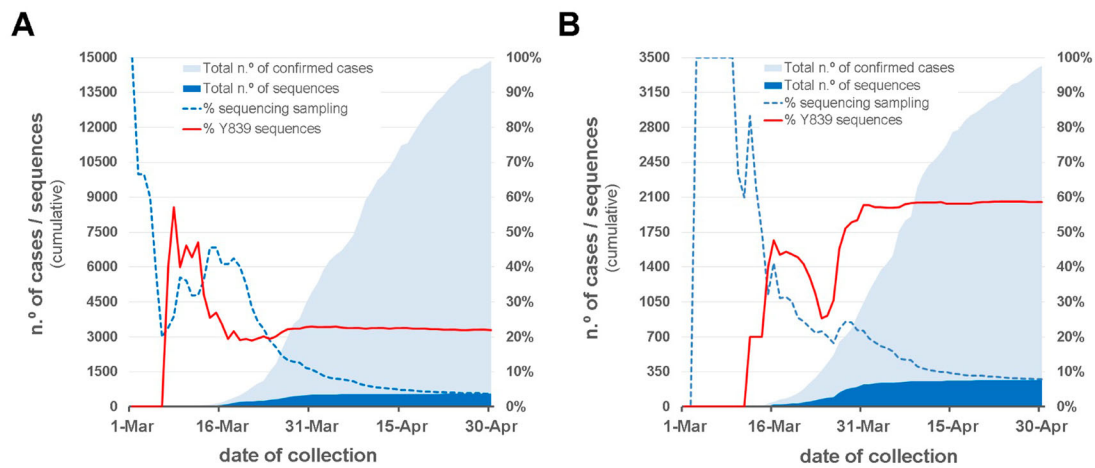 A
15000
13500
12000
10500
9000
7500
6000
4500
3000
1500
0
n.º of cases / sequences
(cumulative)
Total n.º of confirmed cases
Total n.º of sequences
% sequencing sampling
% Y839 sequences
100%
90%
80%
70%
60%
50%
40%
30%
20%
10%
0%
1-Mar 16-Mar 31-Mar 15-Apr 30-Apr
date of collection
B
3500
3150
2800
2450
2100
1750
1400
1050
700
350
0
n.º of cases / sequences
(cumulative)
Total n.º of confirmed cases
Total n.º of sequences
% sequencing sampling
% Y839 sequences
100%
90%
80%
70%
60%
50%
40%
30%
20%
10%
0%
1-Mar 16-Mar 31-Mar 15-Apr 30-Apr
date of collection